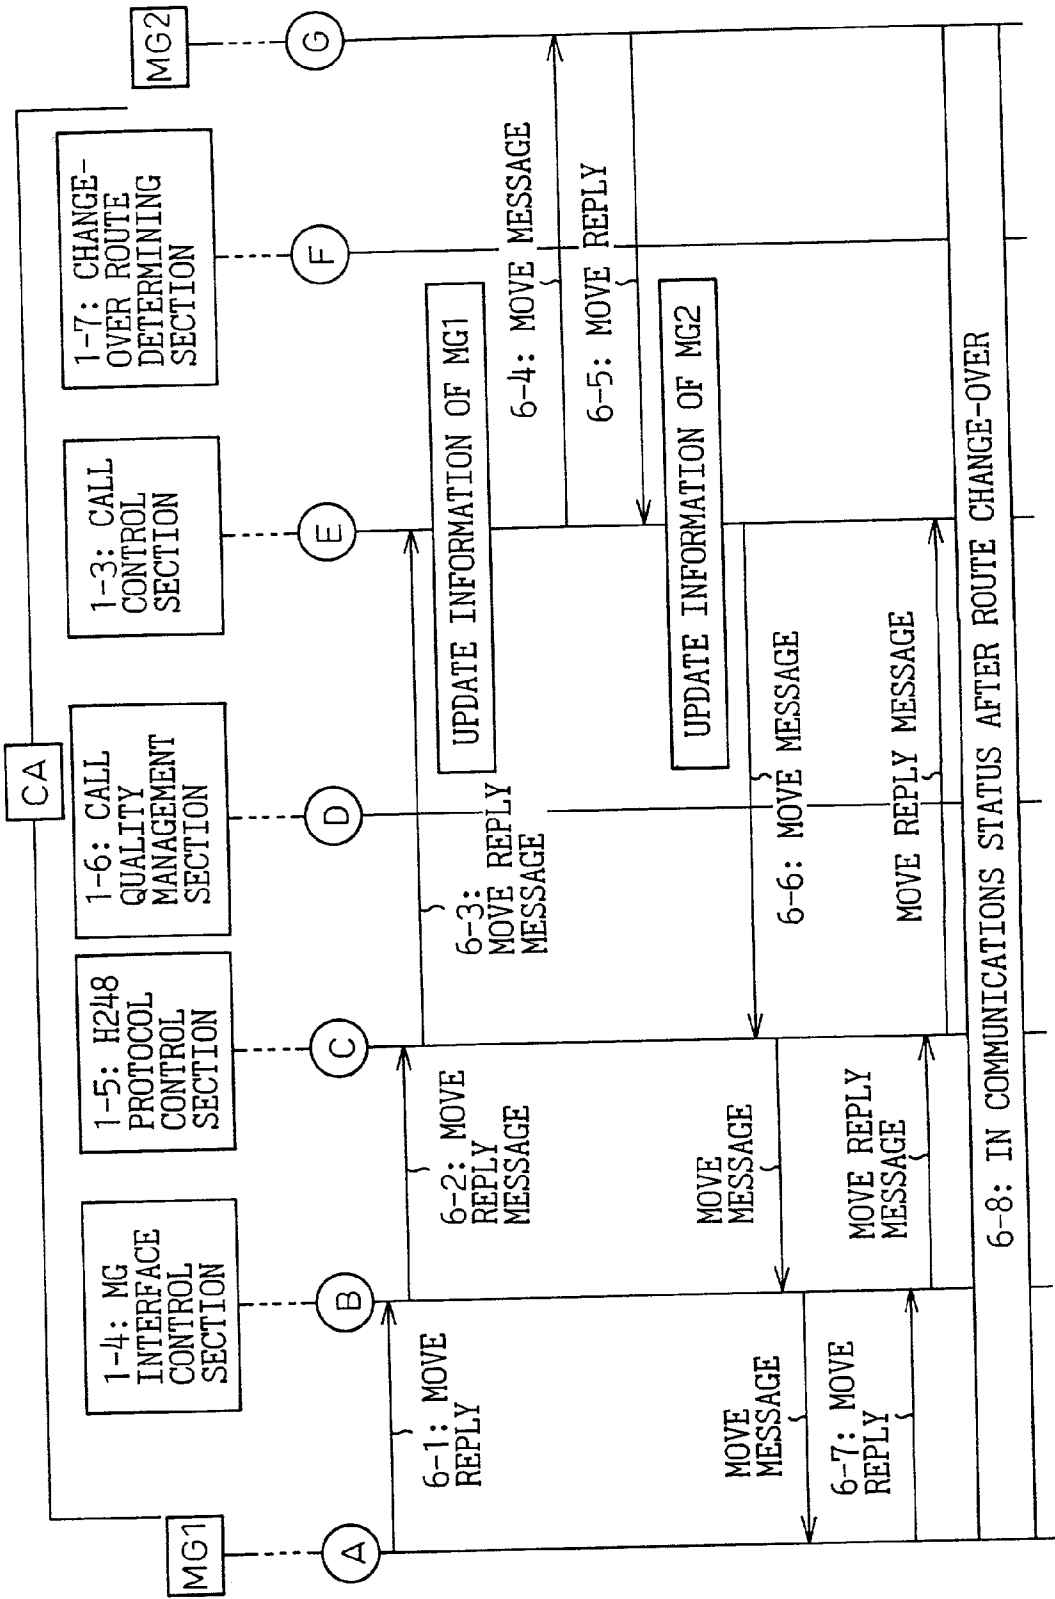 CA
MG1
1-4: MG
INTERFACE
CONTROL
SECTION
1-5: H248
PROTOCOL
CONTROL
SECTION
1-6: CALL
QUALITY
MANAGEMENT
SECTION
1-3: CALL
CONTROL
SECTION
1-7: CHANGE-
OVER ROUTE
DETERMINING
SECTION
MG2
A
B
C
D
E
F
G
6-1: MOVE
REPLY
6-2: MOVE
REPLY
MESSAGE
6-3:
MOVE REPLY
MESSAGE
UPDATE INFORMATION OF MG1
6-4: MOVE MESSAGE
6-5: MOVE REPLY
UPDATE INFORMATION OF MG2
6-6: MOVE MESSAGE
MOVE
MESSAGE
MOVE
MESSAGE
6-7: MOVE
REPLY
MOVE REPLY
MESSAGE
MOVE REPLY MESSAGE
6-8: IN COMMUNICATIONS STATUS AFTER ROUTE CHANGE-OVER